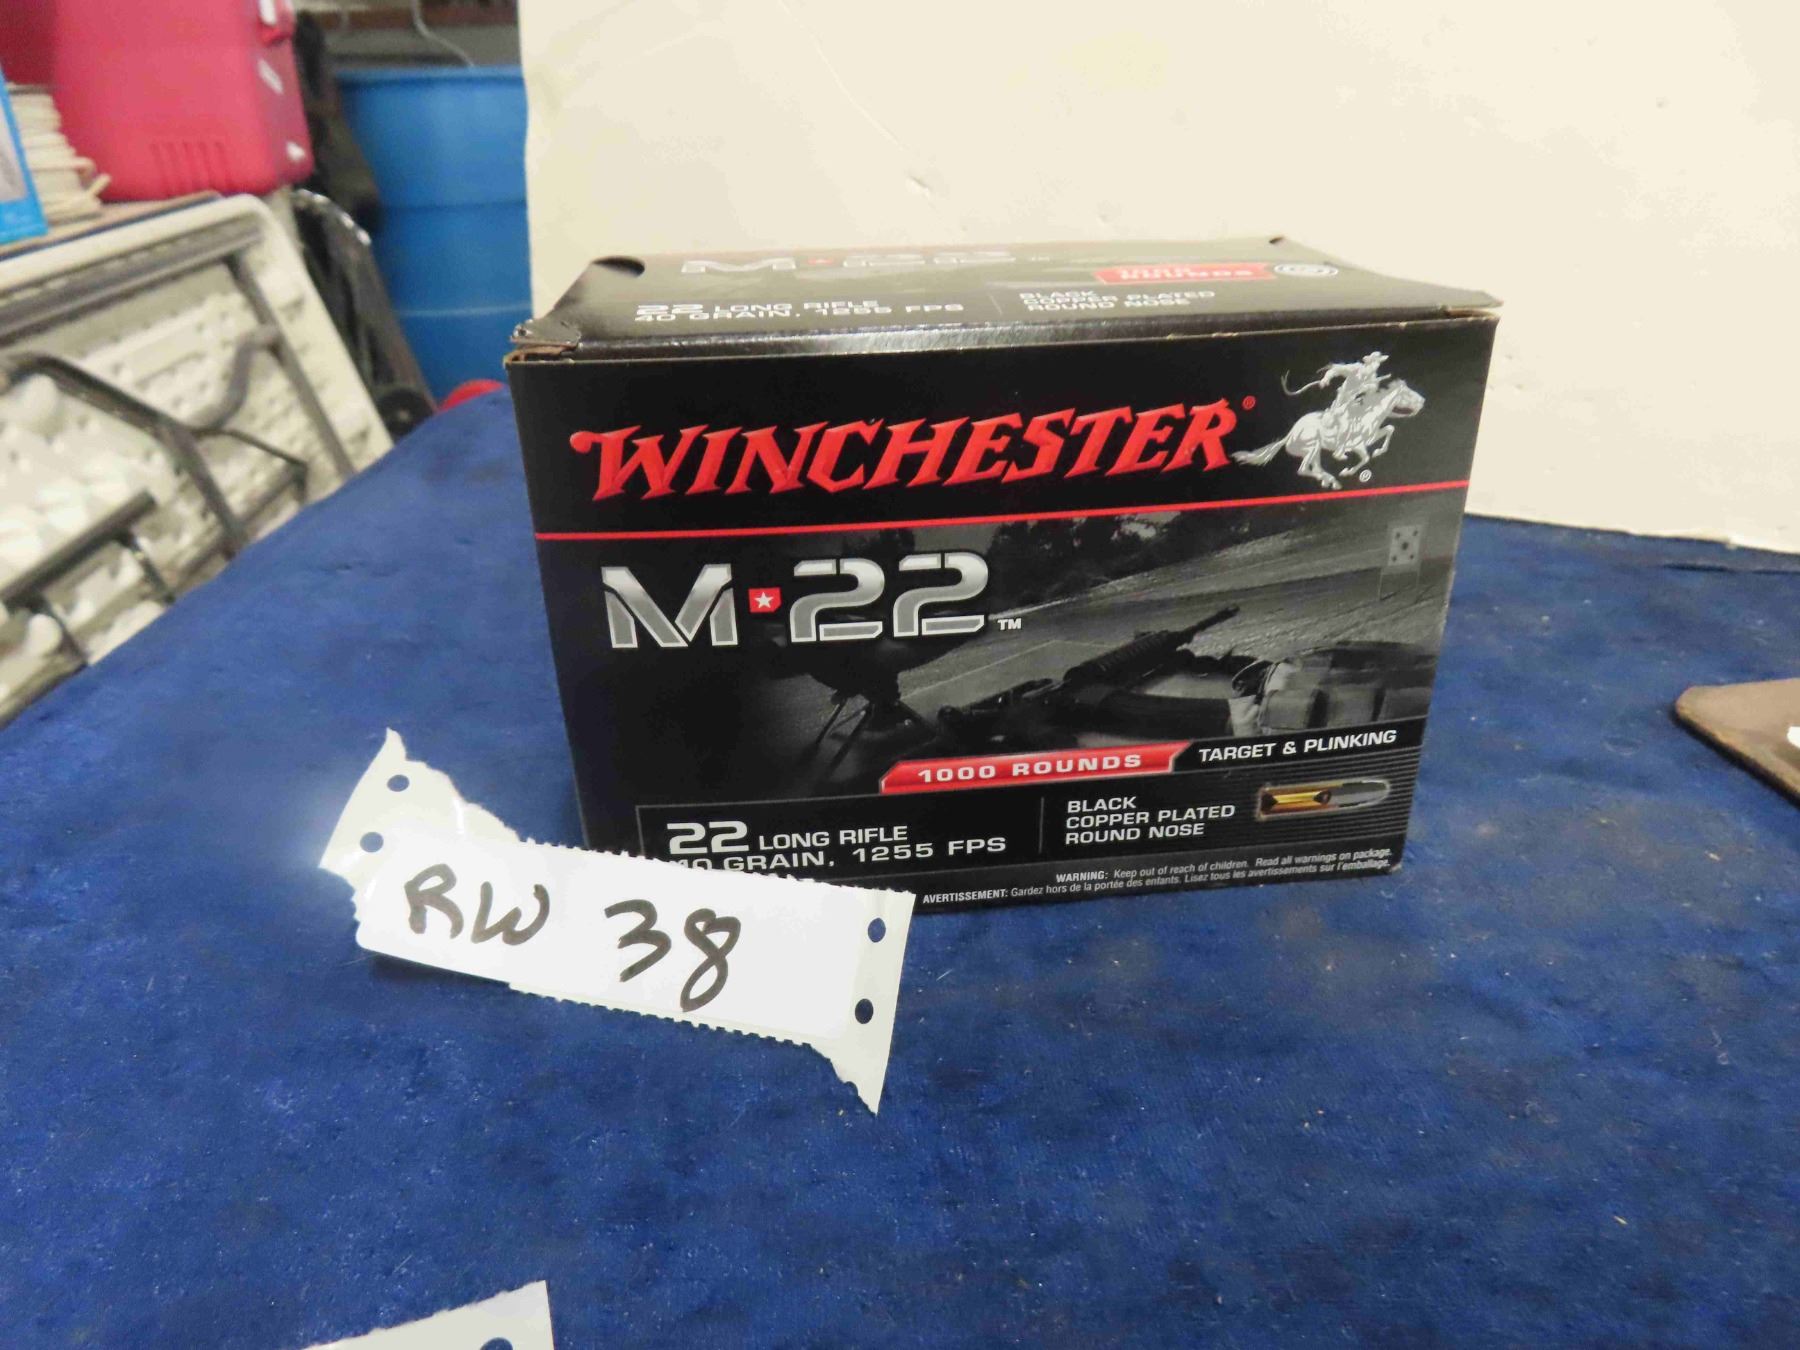 M★22™
1000 ROUNDS
22 LONG RIFLE
40 GRAIN, 1255 FPS
BLACK
COPPER PLATED
ROUND NOSE
WINCHESTER®
®
M★22™
1000 ROUNDS
TARGET & PLINKING
22 LONG RIFLE
40 GRAIN, 1255 FPS
BLACK
COPPER PLATED
ROUND NOSE
WARNING: Keep out of reach of children. Read all warnings on package.
AVERTISSEMENT: Gardez hors de la portée des enfants. Lisez tous les avertissements sur l'emballage.
RW 38